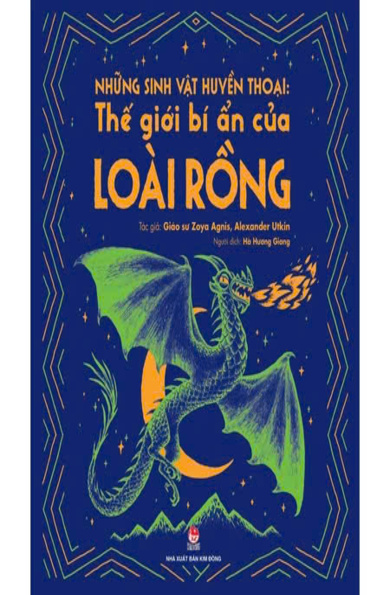 NHỮNG SINH VẬT HUYỀN THOẠI:
Thế giới bí ẩn của
LOÀI RỒNG
Tác giả: Giáo sư Zoya Agnis, Alexander Utkin
Người dịch: Hà Hương Giang
NHÀ XUẤT BẢN KIM ĐỒNG